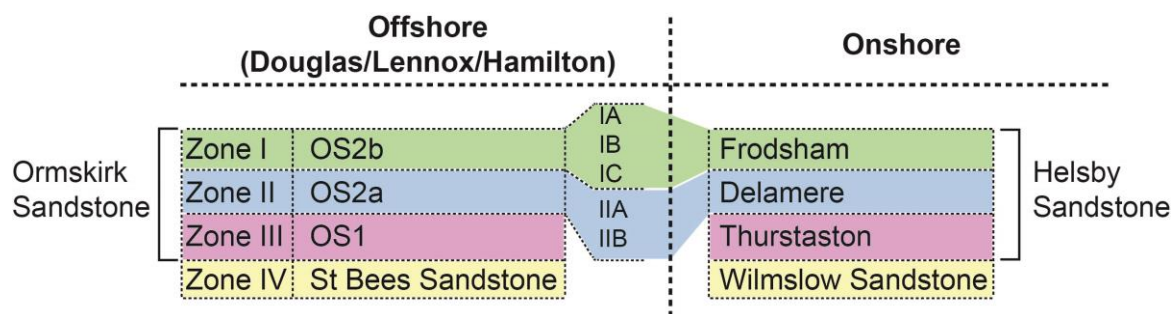 Offshore
(Douglas/Lennox/Hamilton)
Onshore
Ormskirk
Sandstone
Zone I OS2b
Zone II OS2a
Zone III OS1
Zone IV St Bees Sandstone
IA
IB
IC
IIA
IIB
Frodsham
Delamere
Thurstaston
Wilmslow Sandstone
Helsby
Sandstone